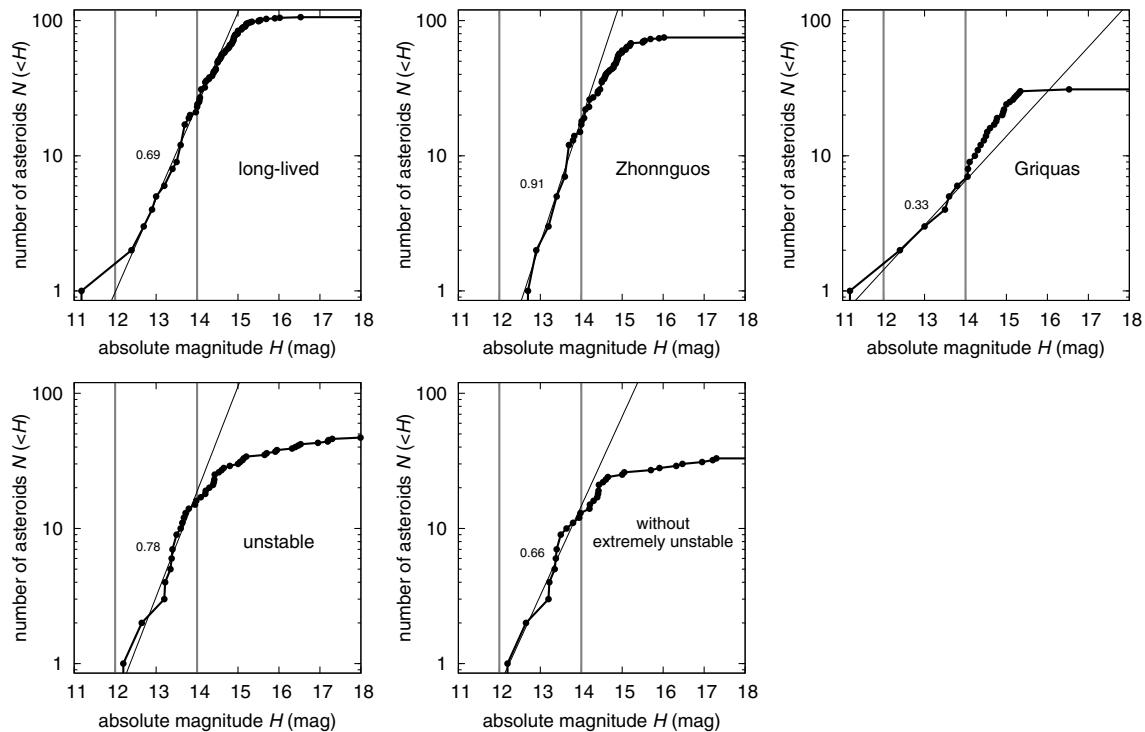 number of asteroids N (<H)
100
10
1
0.69
long-lived
11 12 13 14 15 16 17 18
absolute magnitude H (mag)
number of asteroids N (<H)
100
10
1
0.91
Zhonnguos
11 12 13 14 15 16 17 18
absolute magnitude H (mag)
number of asteroids N (<H)
100
10
1
0.33
Griquas
11 12 13 14 15 16 17 18
absolute magnitude H (mag)
number of asteroids N (<H)
100
10
1
0.78
unstable
11 12 13 14 15 16 17 18
absolute magnitude H (mag)
number of asteroids N (<H)
100
10
1
0.66
without
extremely unstable
11 12 13 14 15 16 17 18
absolute magnitude H (mag)